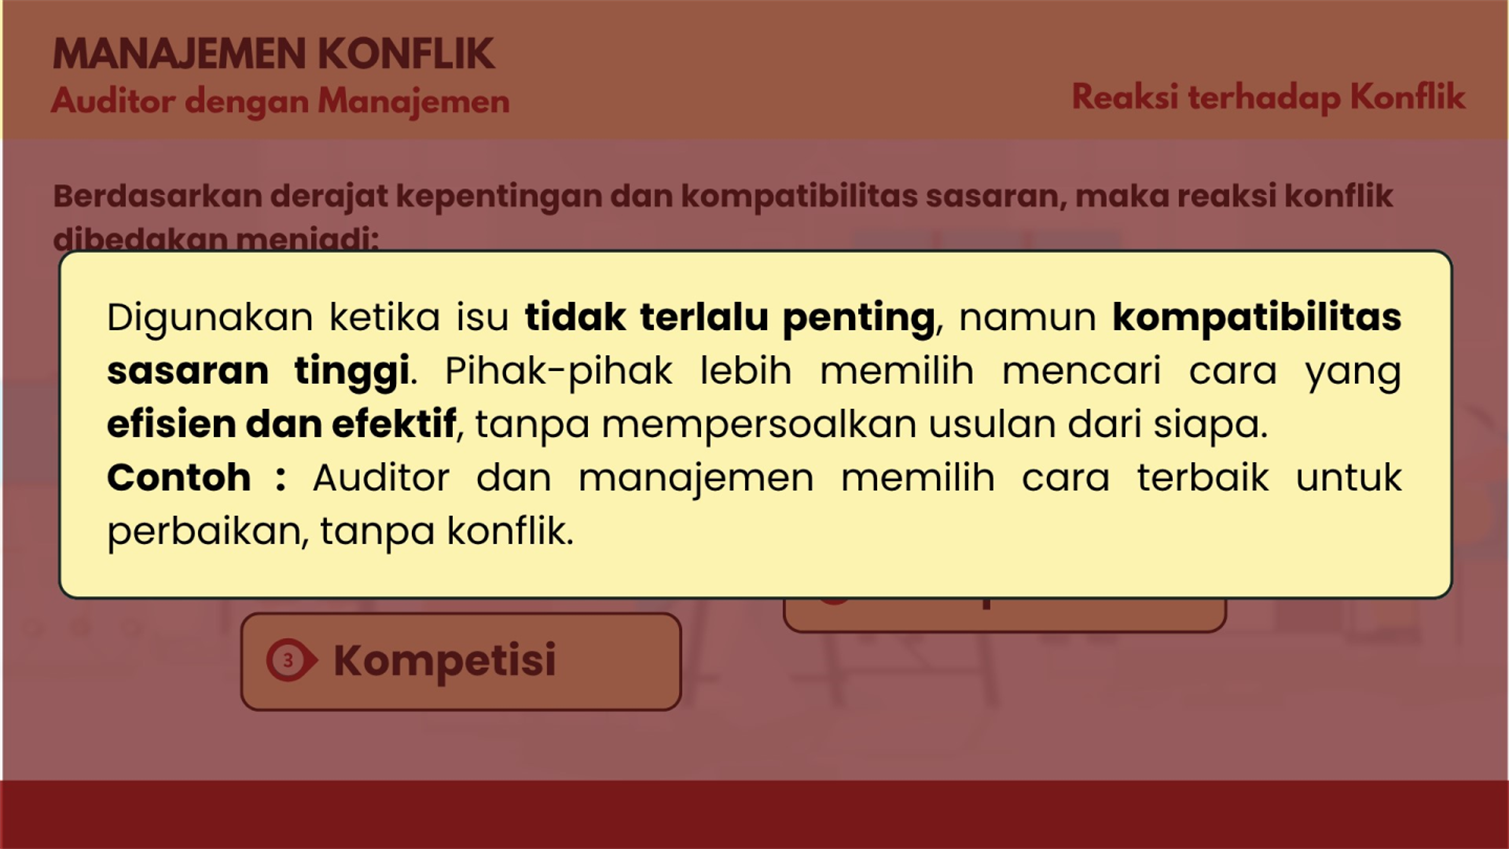 MANAJEMEN KONFLIK
Auditor dengan Manajemen
Reaksi terhadap Konflik
Berdasarkan derajat kepentingan dan kompatibilitas sasaran, maka reaksi konflik
dibedakan menjadi:
Digunakan ketika isu tidak terlalu penting, namun kompatibilitas
sasaran tinggi. Pihak-pihak lebih memilih mencari cara yang
efisien dan efektif, tanpa mempersoalkan usulan dari siapa.
Contoh : Auditor dan manajemen memilih cara terbaik untuk
perbaikan, tanpa konflik.
3 Kompetisi